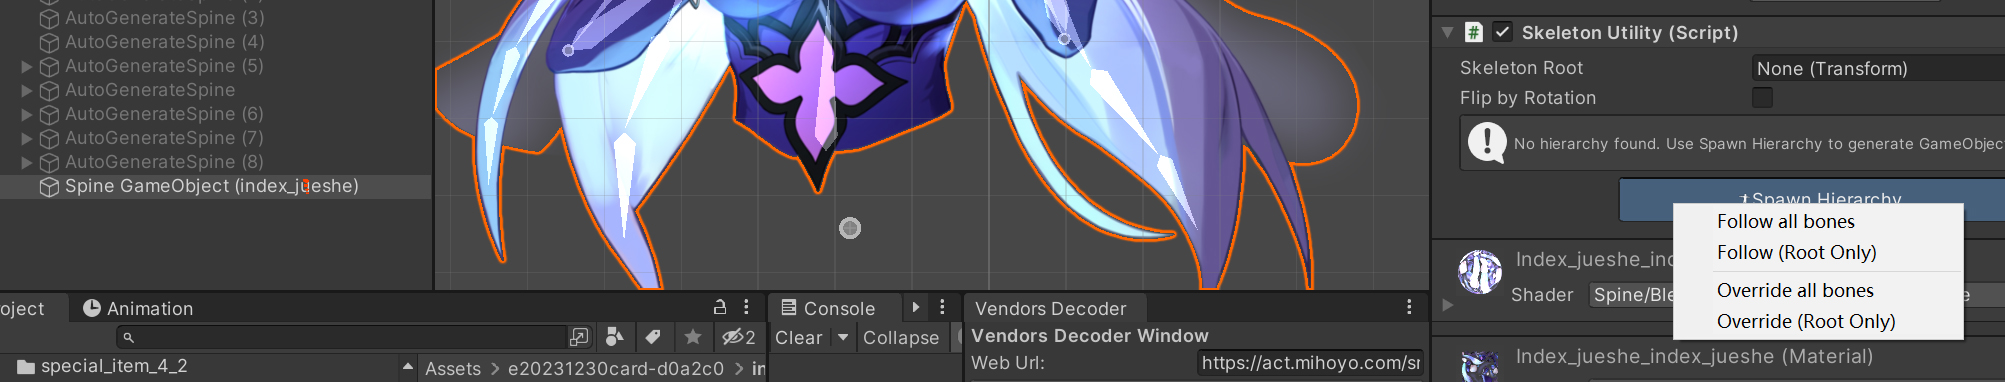 AutoGenerateSpine (3)
AutoGenerateSpine (4)
AutoGenerateSpine (5)
AutoGenerateSpine
AutoGenerateSpine (6)
AutoGenerateSpine (7)
AutoGenerateSpine (8)
Spine GameObject (index_jueshe)
oject
Animation
2
special_item_4_2
Assets > e20231230card-d0a2c0 > in
Console
Clear
Collapse
Vendors Decoder
Vendors Decoder Window
Web Url:
https://act.mihoyo.com/sr
# Skeleton Utility (Script)
Skeleton Root
None (Transform)
Flip by Rotation
No hierarchy found. Use Spawn Hierarchy to generate GameObject
Spawn Hierarchy
Follow all bones
Follow (Root Only)
Override all bones
Override (Root Only)
Index_jueshe_ind
Shader
Spine/Ble
e
Index_jueshe_index_jueshe (Material)